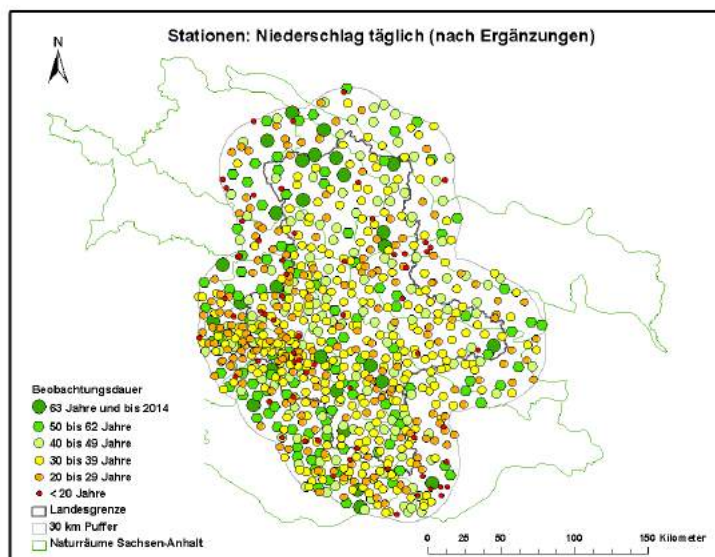 Stationen: Niederschlag täglich (nach Ergänzungen)
N
Beobachtungsdauer
63 Jahre und bis 2014
50 bis 62 Jahre
40 bis 49 Jahre
30 bis 39 Jahre
20 bis 29 Jahre
< 20 Jahre
Landesgrenze
30 km Puffer
Naturräume Sachsen-Anhalt
0 25 50 100 150 Kilometer